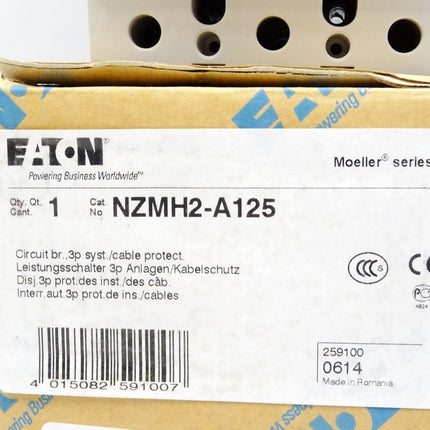 EATON
Powering Business Worldwide™
Moeller® series
Qty. Qt.
Cant. 1 Cat No NZMH2-A125
Circuit br.,3p syst./cable protect.
Leistungsschalter 3p Anlagen/Kabelschutz
Disj.3p prot.des inst./des câb.
Interr.aut.3p prot.de ins./cables
CCC S
CE
4 015082 591007
259100
0614
Made in Romania